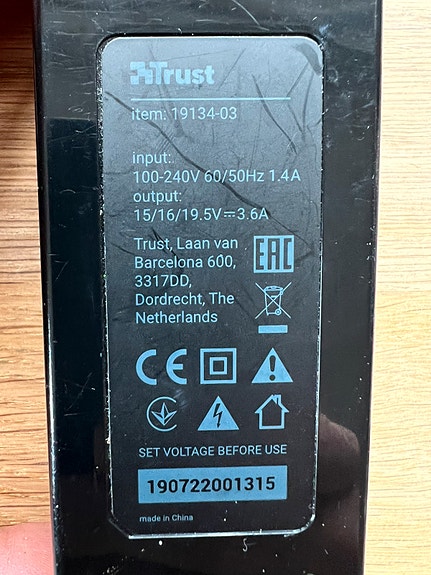 Trust
item: 19134-03
input:
100-240V 60/50Hz 1.4A
output:
15/16/19.5V⎓3.6A
Trust, Laan van
Barcelona 600,
3317DD,
Dordrecht, The
Netherlands
EAC
CE
SET VOLTAGE BEFORE USE
190722001315
made in China